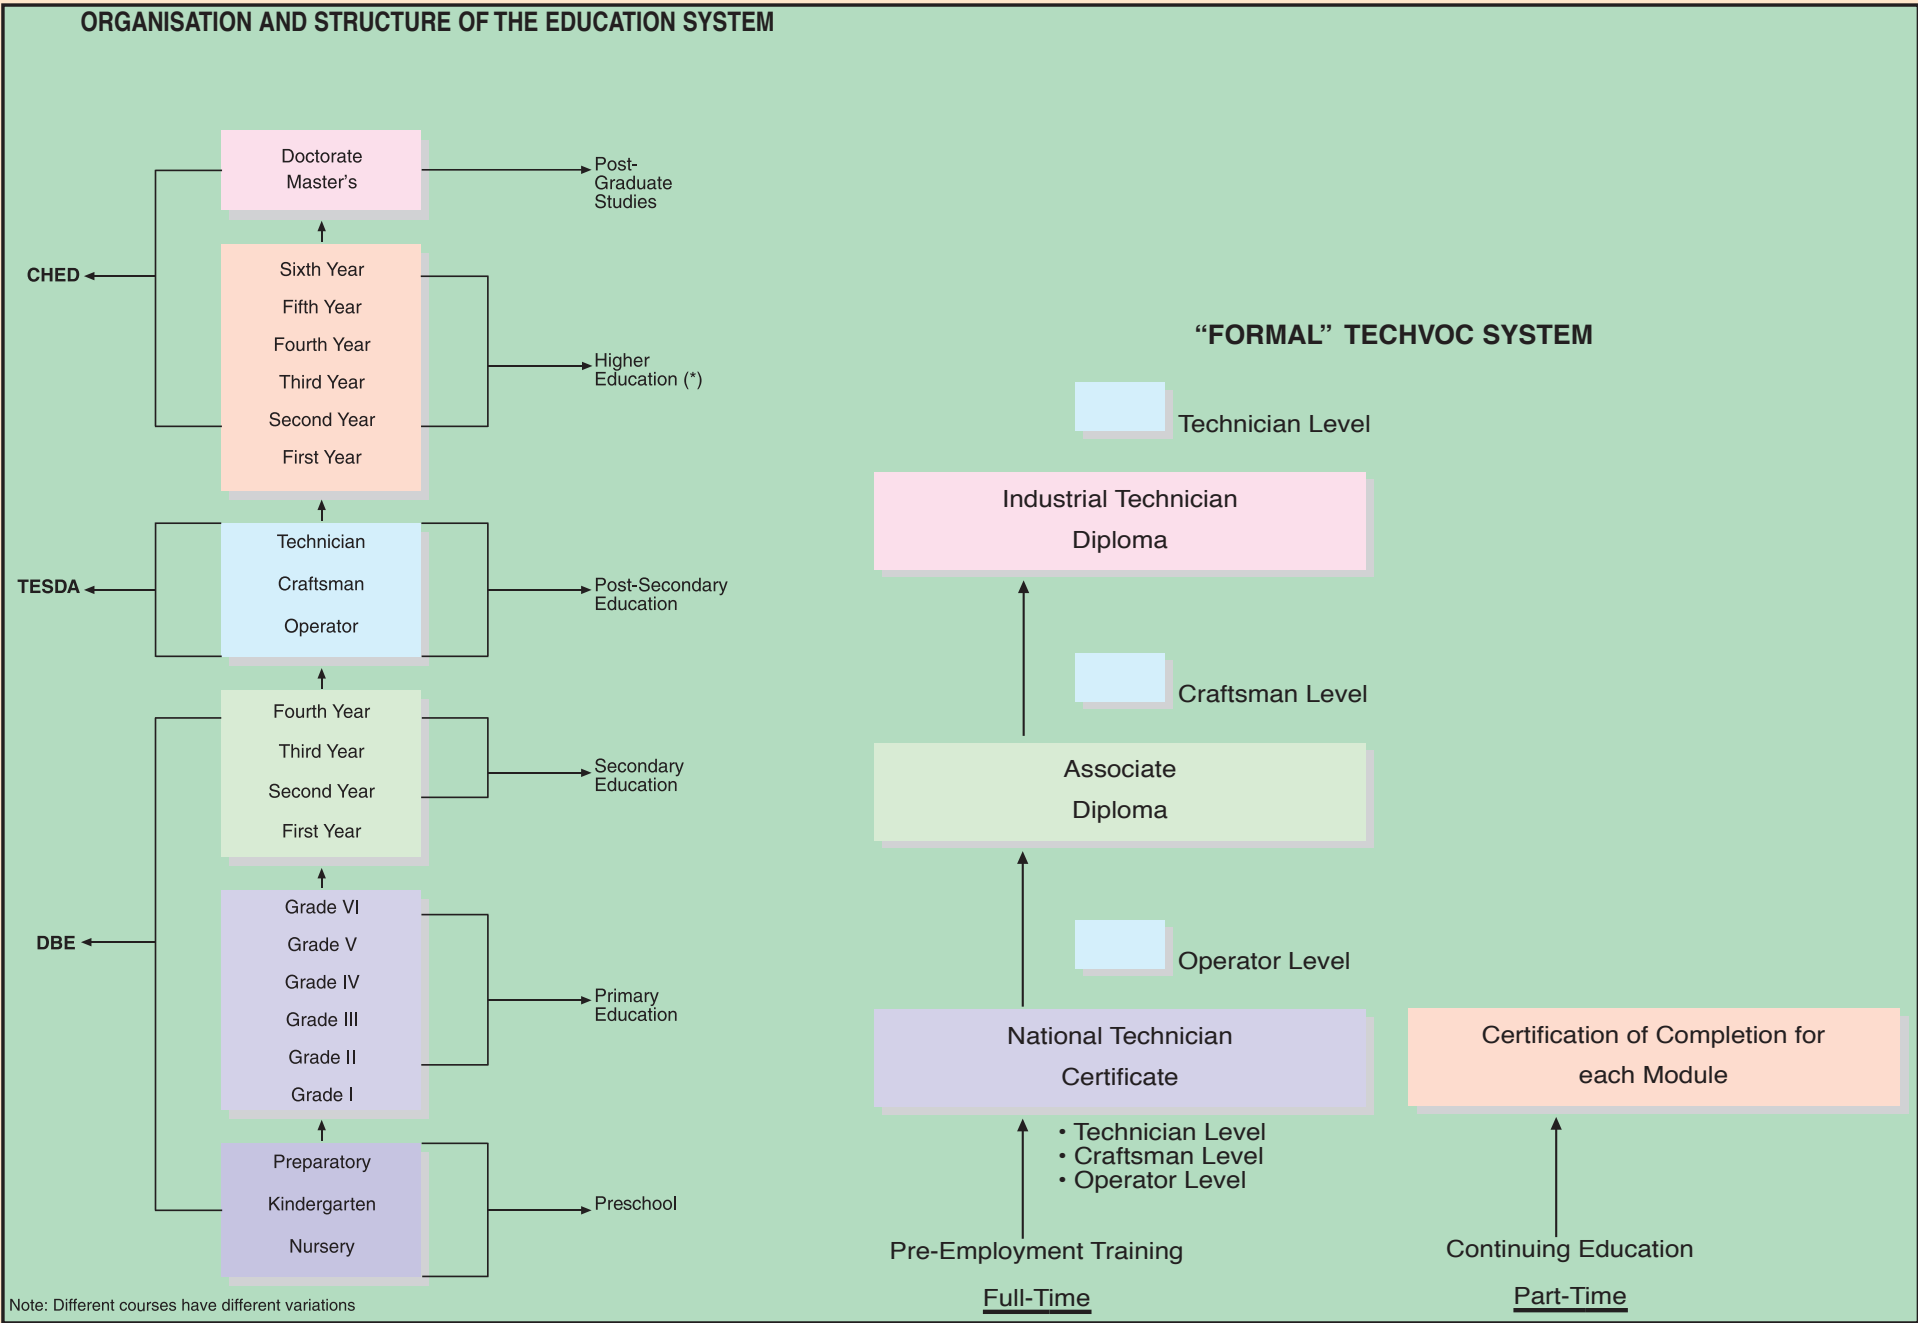 ORGANISATION AND STRUCTURE OF THE EDUCATION SYSTEM
Doctorate
Master's
Post-
Graduate
Studies
CHED
Sixth Year
Fifth Year
Fourth Year
Third Year
Second Year
First Year
Higher
Education (*)
TESDA
Technician
Craftsman
Operator
Post-Secondary
Education
Fourth Year
Third Year
Second Year
First Year
Secondary
Education
DBE
Grade VI
Grade V
Grade IV
Grade III
Grade II
Grade I
Primary
Education
Preparatory
Kindergarten
Nursery
Preschool
Note: Different courses have different variations
“FORMAL” TECHVOC SYSTEM
Technician Level
Industrial Technician
Diploma
Craftsman Level
Associate
Diploma
Operator Level
National Technician
Certificate
• Technician Level
• Craftsman Level
• Operator Level
Pre-Employment Training
Full-Time
Certification of Completion for
each Module
Continuing Education
Part-Time